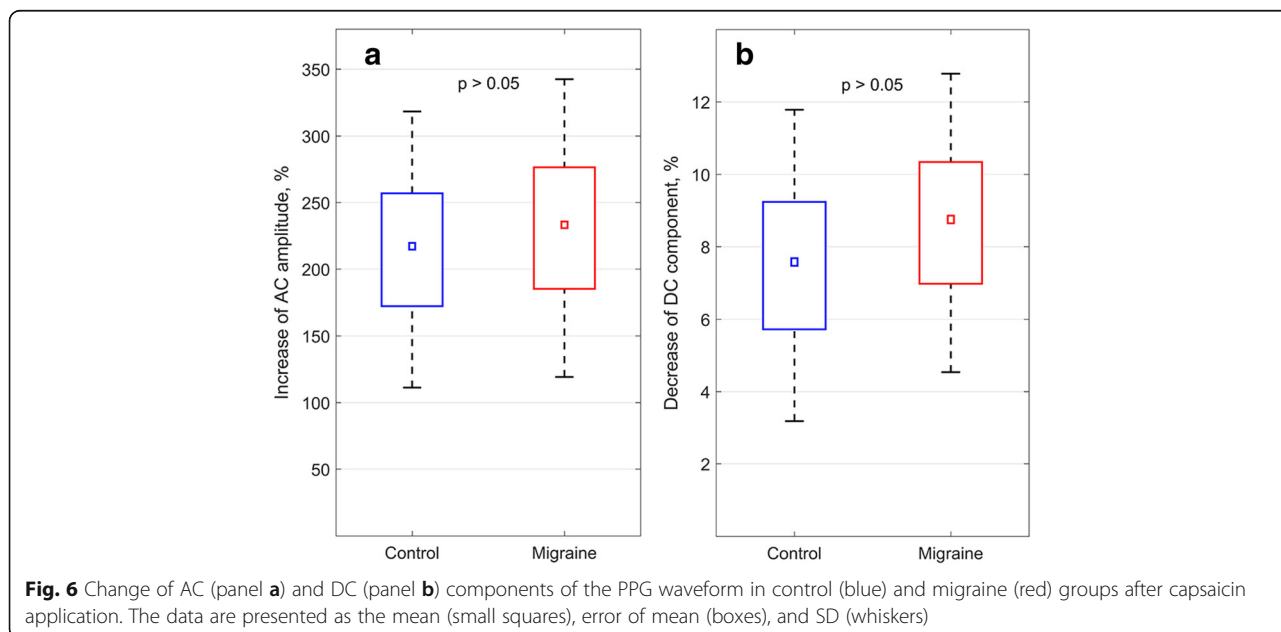 a
b
p > 0.05
p > 0.05
Increase of AC amplitude, %
350
300
250
200
150
100
50
Control
Migraine
Decrease of DC component, %
12
10
8
6
4
2
Control
Migraine
Fig. 6 Change of AC (panel a) and DC (panel b) components of the PPG waveform in control (blue) and migraine (red) groups after capsaicin
application. The data are presented as the mean (small squares), error of mean (boxes), and SD (whiskers)